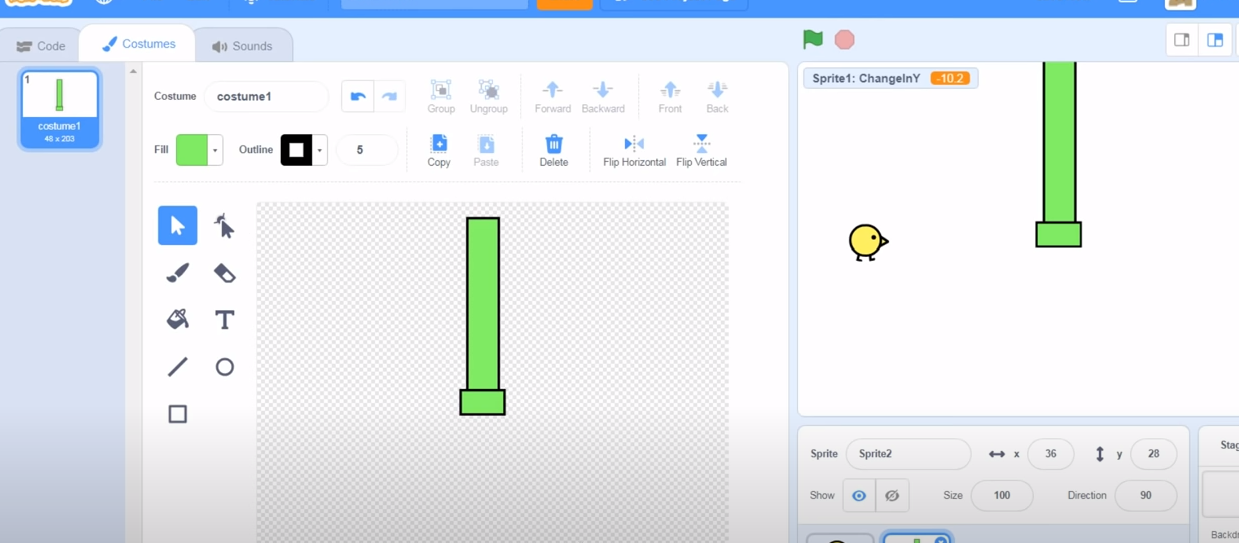 Code
Costumes
Sounds
1
costume1
48 x 203
Costume
costume1
Group
Ungroup
Forward
Backward
Front
Back
Fill
Outline
5
Copy
Paste
Delete
Flip Horizontal
Flip Vertical
T
Sprite1: ChangeInY
-10.2
Sprite
Sprite2
x
36
y
28
Show
Size
100
Direction
90
Stag
Backdr